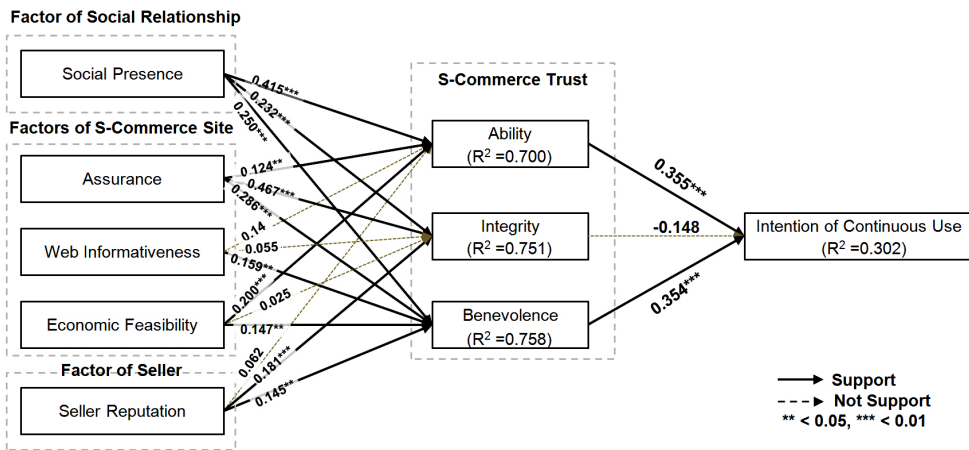 Factor of Social Relationship
Social Presence
Factors of S-Commerce Site
Assurance
Web Informativeness
Economic Feasibility
Factor of Seller
Seller Reputation
0.415***
0.232***
0.250***
0.124**
0.467***
0.286***
0.14
0.055
0.159**
0.200***
0.025
0.147**
0.062
0.181***
0.145**
S-Commerce Trust
Ability
(R² =0.700)
Integrity
(R² =0.751)
Benevolence
(R² =0.758)
0.355***
-0.148
0.354***
Intention of Continuous Use
(R² =0.302)
Support
Not Support
** < 0.05, *** < 0.01